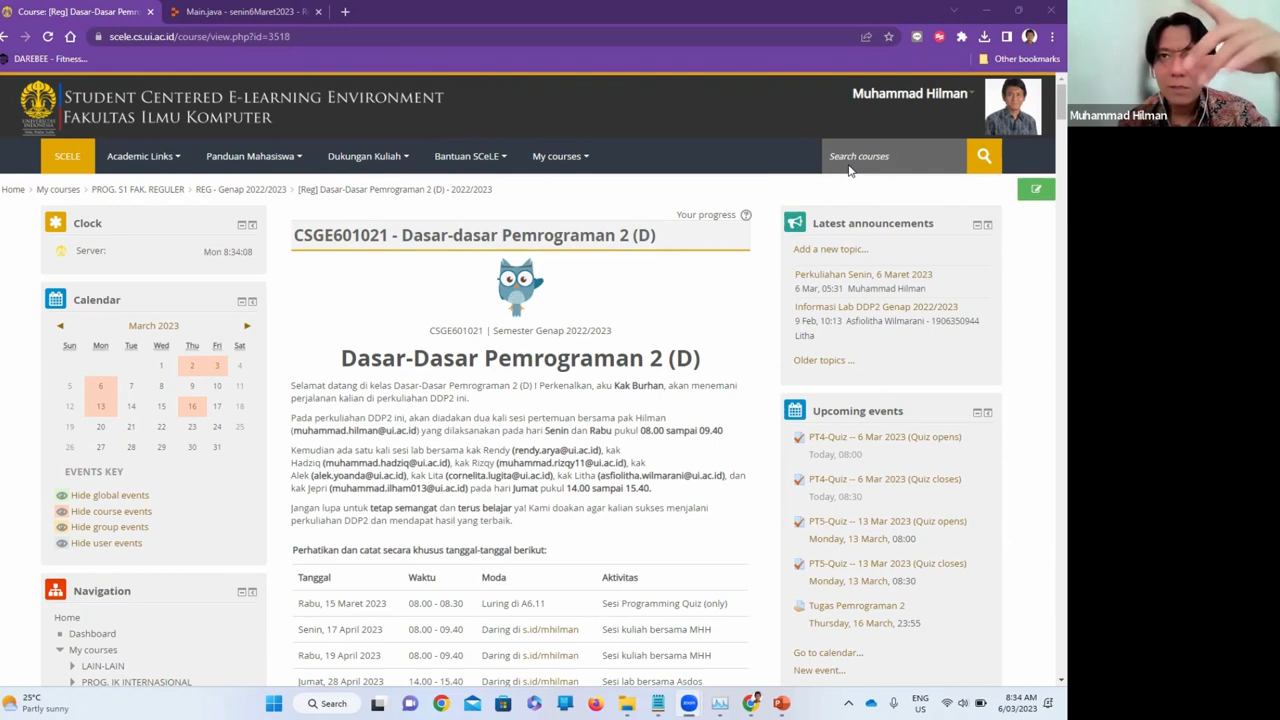 Course: [Reg] Dasar-Dasar Pemrog
Main.java - senin6Maret2023 - R
scele.cs.ui.ac.id/course/view.php?id=3518
DAREBEE - Fitness...
Other bookmarks
STUDENT CENTERED E-LEARNING ENVIRONMENT
FAKULTAS ILMU KOMPUTER
Muhammad Hilman
Muhammad Hilman
SCELE
Academic Links
Panduan Mahasiswa
Dukungan Kuliah
Bantuan SCeLE
My courses
Search courses
Home
My courses
PROG. S1 FAK. REGULER
REG - Genap 2022/2023
[Reg] Dasar-Dasar Pemrograman 2 (D) - 2022/2023
Clock
Server: Mon 8:34:08
Calendar
March 2023
Sun Mon Tue Wed Thu Fri Sat
1 2 3 4
5 6 7 8 9 10 11
12 13 14 15 16 17 18
19 20 21 22 23 24 25
26 27 28 29 30 31
EVENTS KEY
Hide global events
Hide course events
Hide group events
Hide user events
Navigation
Home
Dashboard
My courses
LAIN-LAIN
PROG. IK INTERNASIONAL
Your progress
CSGE601021 - Dasar-dasar Pemrograman 2 (D)
CSGE601021 | Semester Genap 2022/2023
Dasar-Dasar Pemrograman 2 (D)
Selamat datang di kelas Dasar-Dasar Pemrograman 2 (D) ! Perkenalkan, aku Kak Burhan, akan menemani
perjalanan kalian di perkuliahan DDP2 ini.
Pada perkuliahan DDP2 ini, akan diadakan dua kali sesi pertemuan bersama pak Hilman
(muhammad.hilman@ui.ac.id) yang dilaksanakan pada hari Senin dan Rabu pukul 08.00 sampai 09.40
Kemudian ada satu kali sesi lab bersama kak Rendy (rendy.arya@ui.ac.id), kak
Hadziq (muhammad.hadziq@ui.ac.id), kak Rizqy (muhammad.rizqy11@ui.ac.id), kak
Alek (alek.yoanda@ui.ac.id), kak Lita (cornelita.lugita@ui.ac.id), kak Litha (asfiolitha.wilmarani@ui.ac.id), dan
kak Jepri (muhammad.ilham013@ui.ac.id) pada hari Jumat pukul 14.00 sampai 15.40.
Jangan lupa untuk tetap semangat dan terus belajar ya! Kami doakan agar kalian sukses menjalani
perkuliahan DDP2 dan mendapat hasil yang terbaik.
Perhatikan dan catat secara khusus tanggal-tanggal berikut:
Tanggal Waktu Moda Aktivitas
Rabu, 15 Maret 2023 08.00 - 08.30 Luring di A6.11 Sesi Programming Quiz (only)
Senin, 17 April 2023 08.00 - 09.40 Daring di s.id/mhilman Sesi kuliah bersama MHH
Rabu, 19 April 2023 08.00 - 09.40 Daring di s.id/mhilman Sesi kuliah bersama MHH
Jumat, 28 April 2023 14.00 - 15.40 Daring di s.id/mhilman Sesi lab bersama Asdos
Latest announcements
Add a new topic...
Perkuliahan Senin, 6 Maret 2023
6 Mar, 05:31 Muhammad Hilman
Informasi Lab DDP2 Genap 2022/2023
9 Feb, 10:13 Asfiolitha Wilmarani - 1906350944
Litha
Older topics ...
Upcoming events
PT4-Quiz -- 6 Mar 2023 (Quiz opens)
Today, 08:00
PT4-Quiz -- 6 Mar 2023 (Quiz closes)
Today, 08:30
PT5-Quiz -- 13 Mar 2023 (Quiz opens)
Monday, 13 March, 08:00
PT5-Quiz -- 13 Mar 2023 (Quiz closes)
Monday, 13 March, 08:30
Tugas Pemrograman 2
Thursday, 16 March, 23:55
Go to calendar...
New event...
25°C
Partly sunny
Search
ENG
US
8:34 AM
6/03/2023